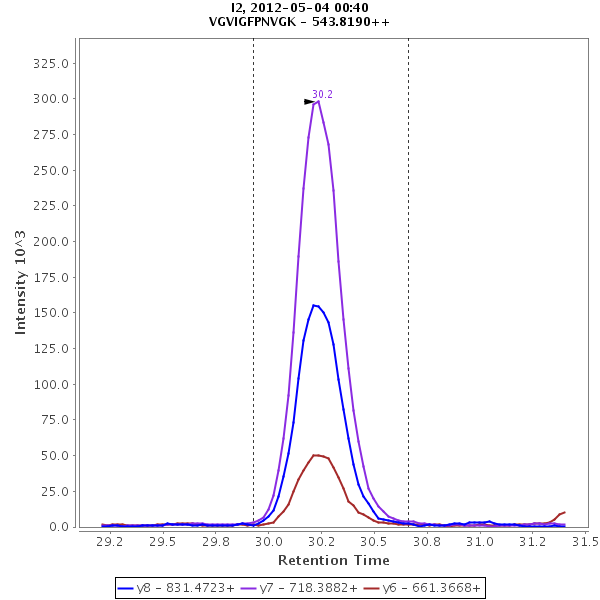 I2, 2012-05-04 00:40
VGVIGFPNVGK - 543.8190++
Intensity 10^3
325.0
300.0
275.0
250.0
225.0
200.0
175.0
150.0
125.0
100.0
75.0
50.0
25.0
0.0
30.2
29.2 29.5 29.8 30.0 30.2 30.5 30.8 31.0 31.2 31.5
Retention Time
y8 - 831.4723+ y7 - 718.3882+ y6 - 661.3668+